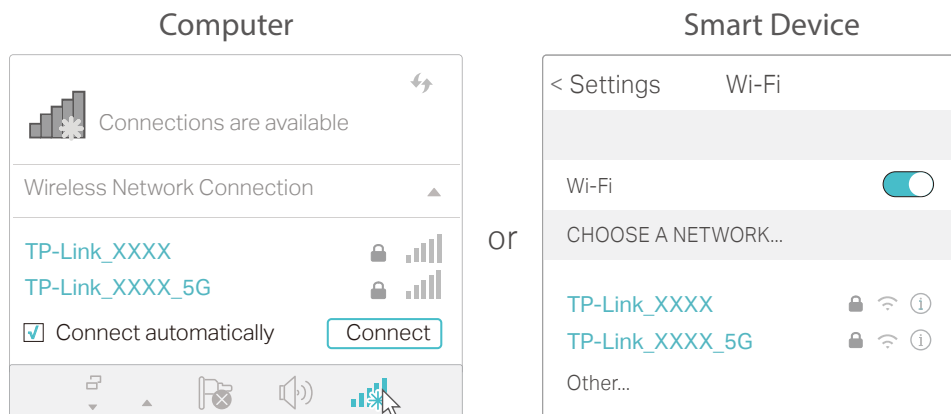 Computer
Connections are available
Wireless Network Connection
TP-Link_XXXX
TP-Link_XXXX_5G
Connect automatically
Connect
or
Smart Device
< Settings
Wi-Fi
Wi-Fi
CHOOSE A NETWORK...
TP-Link_XXXX
TP-Link_XXXX_5G
Other...